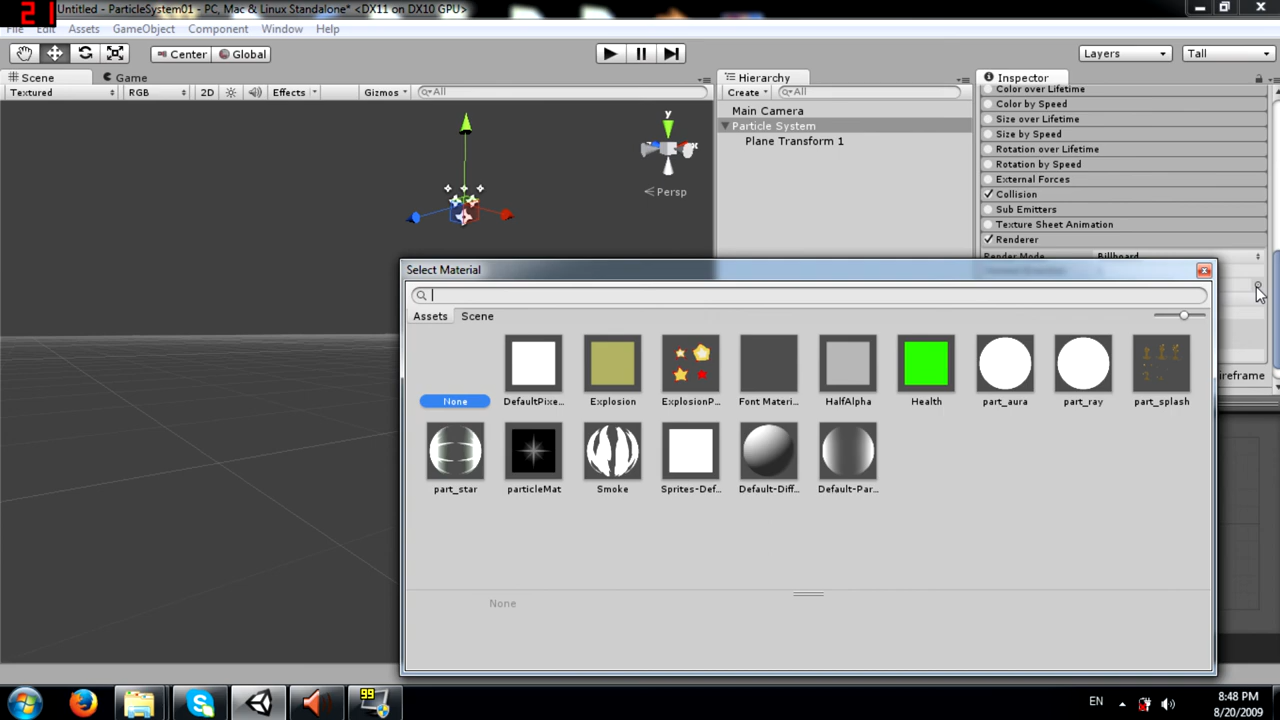 21
Untitled - ParticleSystem01 - PC, Mac & Linux Standalone* <DX11 on DX10 GPU>
File Edit Assets GameObject Component Window Help
Center Global Layers Tall
Scene Game Hierarchy Inspector
Textured RGB 2D Effects Gizmos All Create All
Color over Lifetime
Color by Speed
Main Camera
Size over Lifetime
Particle System
Size by Speed
Plane Transform 1
Rotation over Lifetime
Rotation by Speed
External Forces
Collision
Sub Emitters
Texture Sheet Animation
Renderer
Render Mode Billboard
y
x
Persp
Select Material
Assets Scene
None DefaultPixe... Explosion ExplosionP... Font Materi... HalfAlpha Health part_aura part_ray part_splash
part_star particleMat Smoke Sprites-Def... Default-Diff... Default-Par...
None
ireframe
99
EN
8:48 PM
8/20/2009